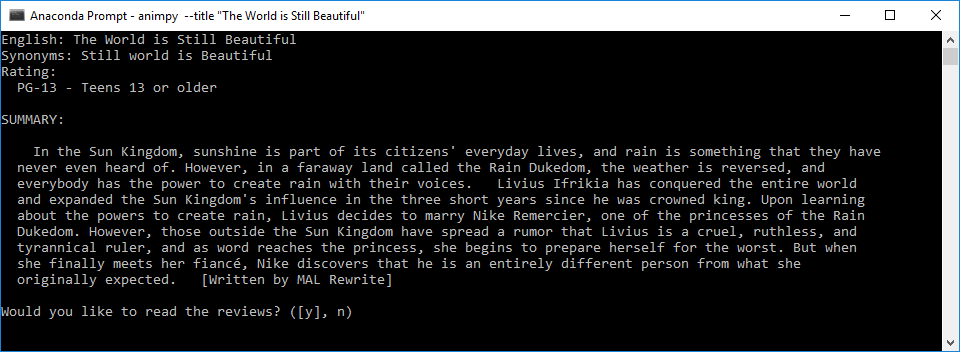 Anaconda Prompt - animpy  --title "The World is Still Beautiful"
English: The World is Still Beautiful
Synonyms: Still world is Beautiful
Rating:
  PG-13 - Teens 13 or older
SUMMARY:
    In the Sun Kingdom, sunshine is part of its citizens' everyday lives, and rain is something that they have
  never even heard of. However, in a faraway land called the Rain Dukedom, the weather is reversed, and
  everybody has the power to create rain with their voices.   Livius Ifrikia has conquered the entire world
  and expanded the Sun Kingdom's influence in the three short years since he was crowned king. Upon learning
  about the powers to create rain, Livius decides to marry Nike Remercier, one of the princesses of the Rain
  Dukedom. However, those outside the Sun Kingdom have spread a rumor that Livius is a cruel, ruthless, and
  tyrannical ruler, and as word reaches the princess, she begins to prepare herself for the worst. But when
  she finally meets her fiancé, Nike discovers that he is an entirely different person from what she
  originally expected.   [Written by MAL Rewrite]
Would you like to read the reviews? ([y], n)